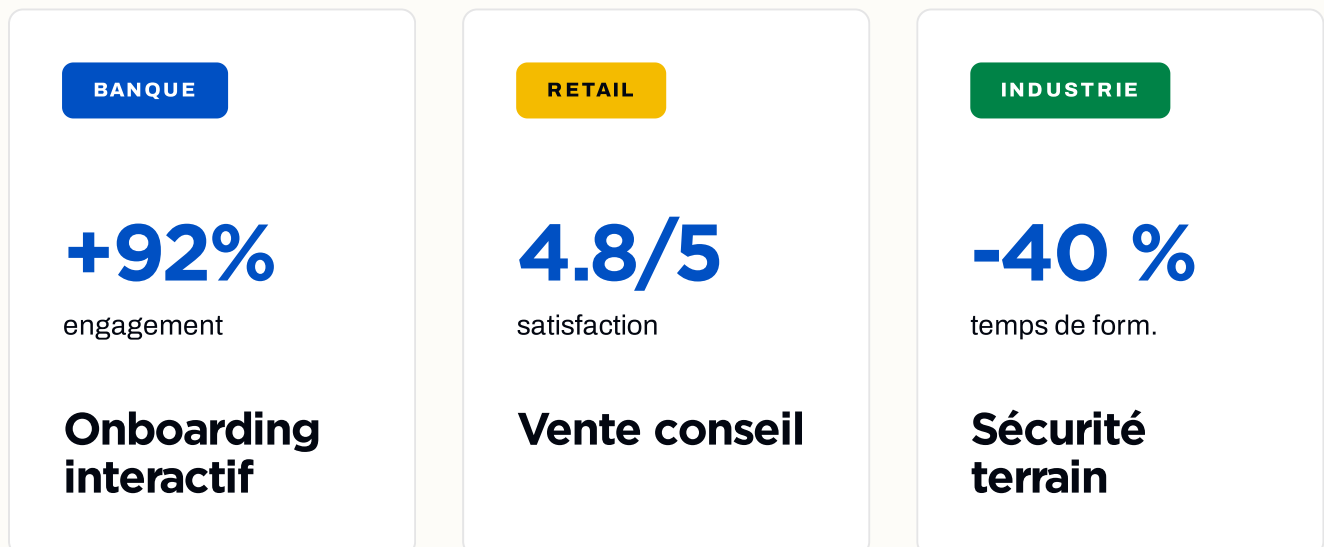 BANQUE
+92%
engagement
Onboarding
interactif
RETAIL
4.8/5
satisfaction
Vente conseil
INDUSTRIE
-40 %
temps de form.
Sécurité
terrain